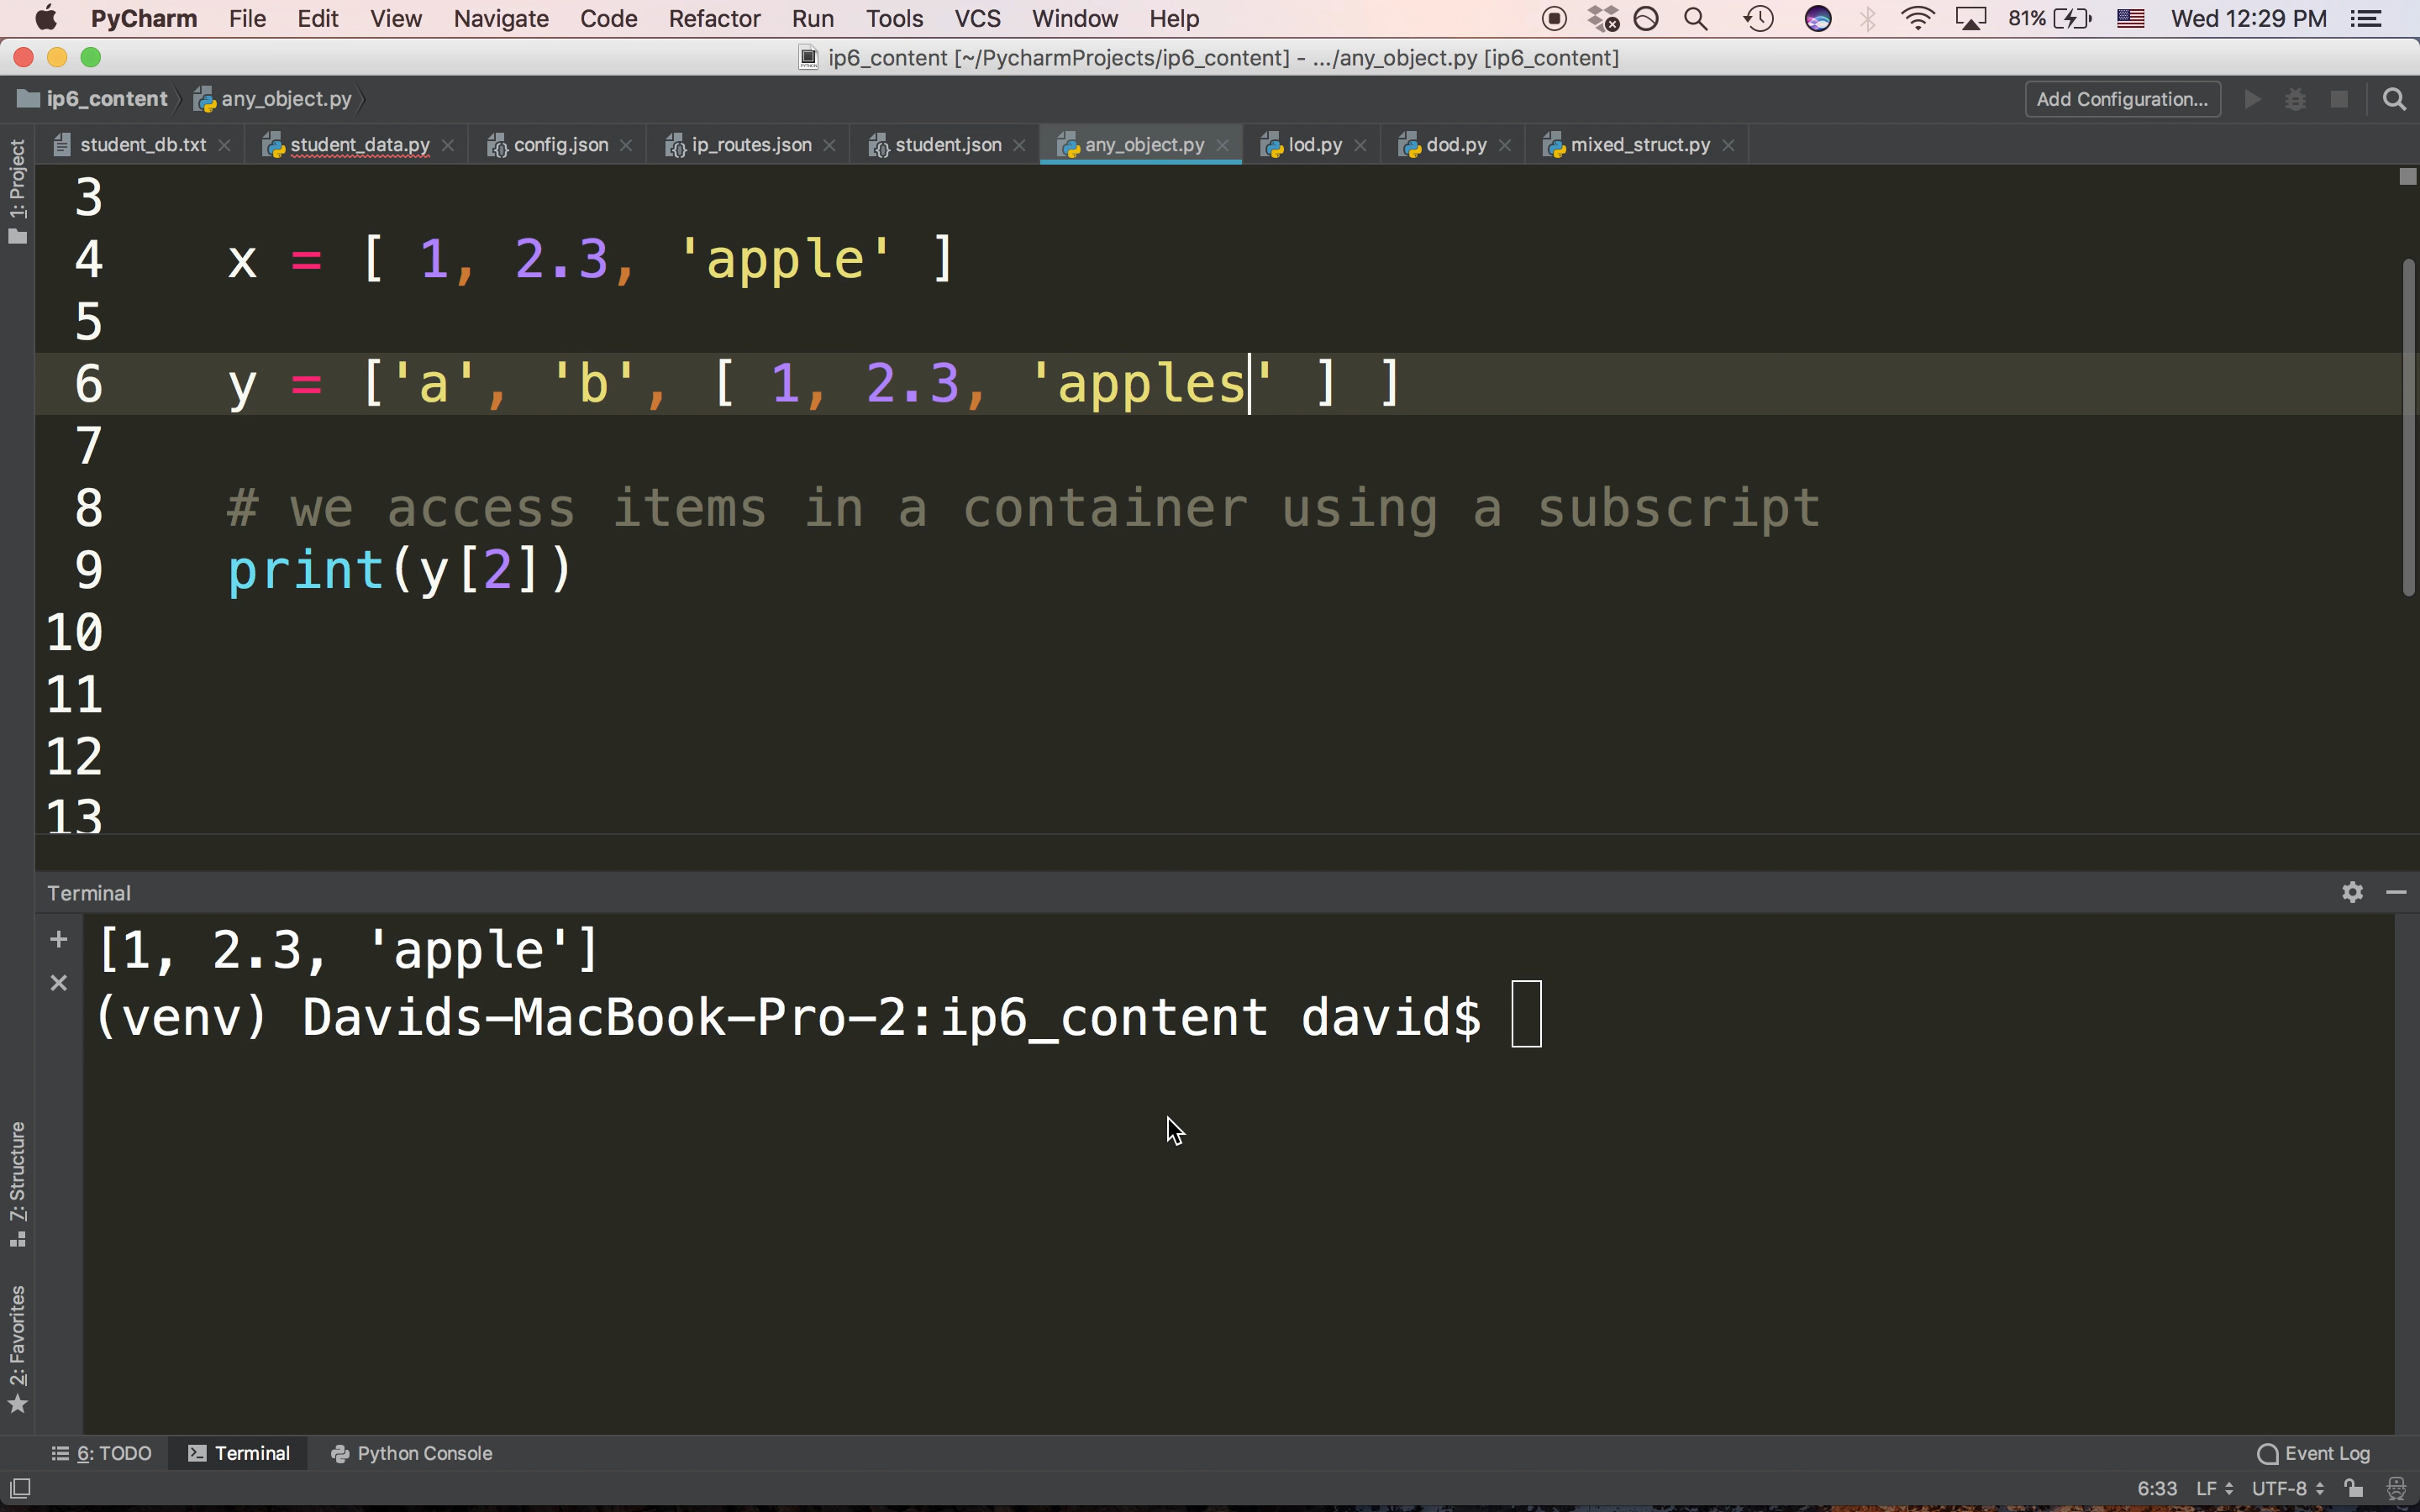 PyCharm File Edit View Navigate Code Refactor Run Tools VCS Window Help 81% Wed 12:29 PM
ip6_content [~/PycharmProjects/ip6_content] - .../any_object.py [ip6_content]
ip6_content any_object.py Add Configuration...
student_db.txt student_data.py config.json ip_routes.json student.json any_object.py lod.py dod.py mixed_struct.py
1: Project
3
4 x = [ 1, 2.3, 'apple' ]
5
6 y = ['a', 'b', [ 1, 2.3, 'apples' ] ]
7
8 # we access items in a container using a subscript
9 print(y[2])
10
11
12
13
Terminal
[1, 2.3, 'apple']
(venv) Davids-MacBook-Pro-2:ip6_content david$
7: Structure
2: Favorites
6: TODO Terminal Python Console Event Log
6:33 LF UTF-8